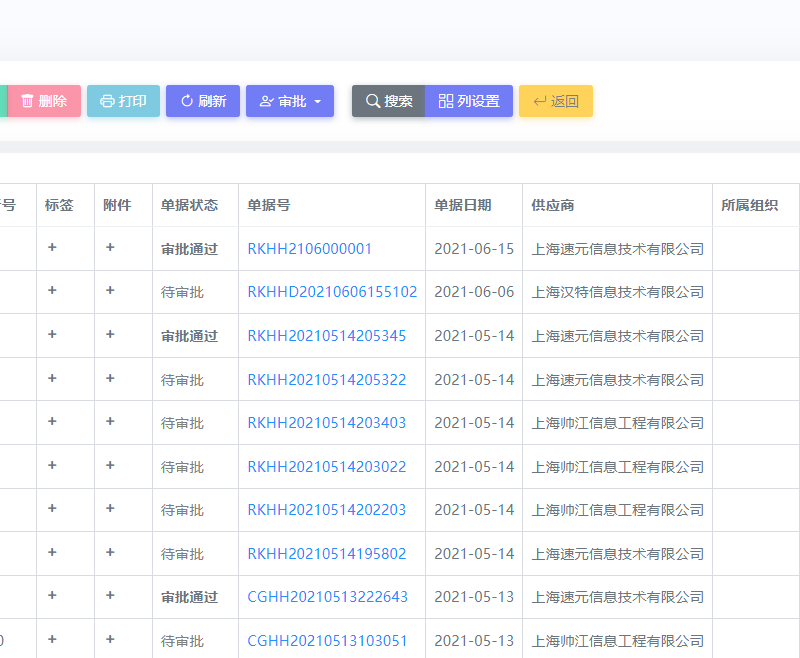 删除 打印 刷新 审批 搜索 列设置 返回
号 标签 附件 单据状态 单据号 单据日期 供应商 所属组织
+ + 审批通过 RKHH2106000001 2021-06-15 上海速元信息技术有限公司
+ + 待审批 RKHHD20210606155102 2021-06-06 上海汉特信息技术有限公司
+ + 审批通过 RKHH20210514205345 2021-05-14 上海速元信息技术有限公司
+ + 待审批 RKHH20210514205322 2021-05-14 上海速元信息技术有限公司
+ + 待审批 RKHH20210514203403 2021-05-14 上海帅江信息工程有限公司
+ + 待审批 RKHH20210514203022 2021-05-14 上海帅江信息工程有限公司
+ + 待审批 RKHH20210514202203 2021-05-14 上海帅江信息工程有限公司
+ + 待审批 RKHH20210514195802 2021-05-14 上海速元信息技术有限公司
+ + 审批通过 CGHH20210513222643 2021-05-13 上海速元信息技术有限公司
+ + 待审批 CGHH20210513103051 2021-05-13 上海帅江信息工程有限公司